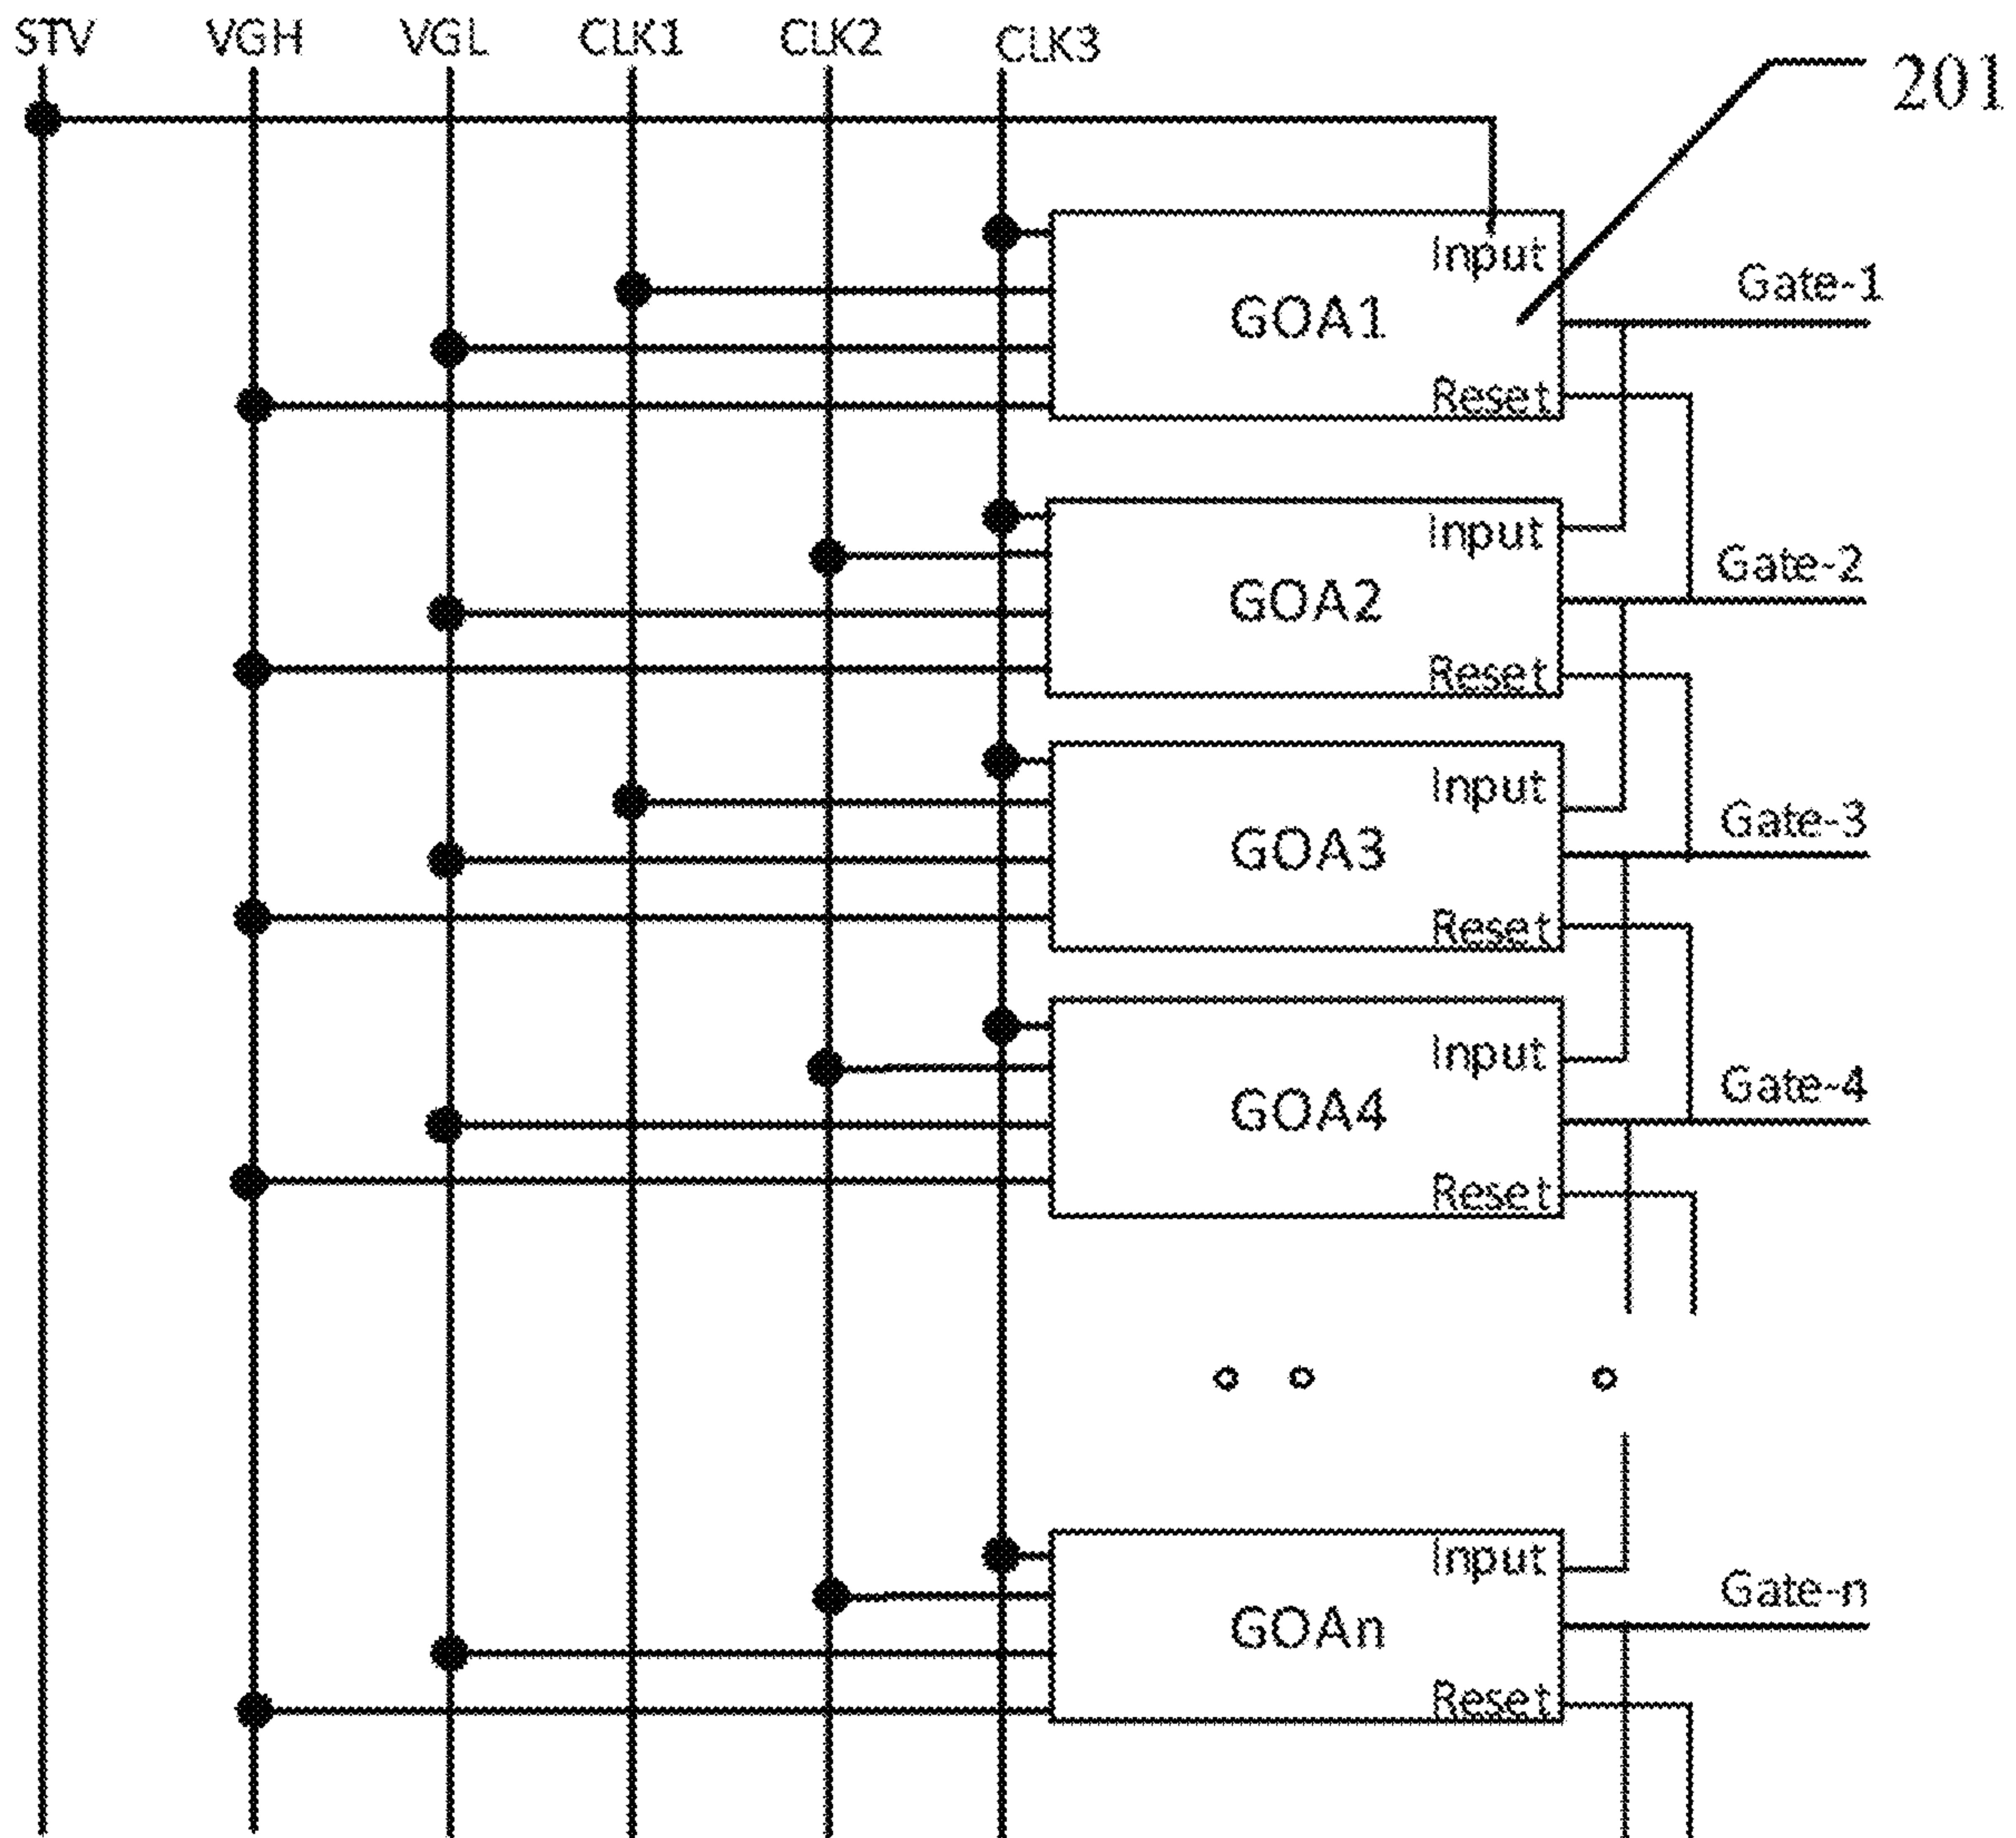 STV VGH VGL CLK1 CLK2 CLK3
201
Input
GOA1
Gate-1
Reset
Input
GOA2
Gate-2
Reset
Input
GOA3
Gate-3
Reset
Input
GOA4
Gate-4
Reset
Input
GOAn
Gate-n
Reset